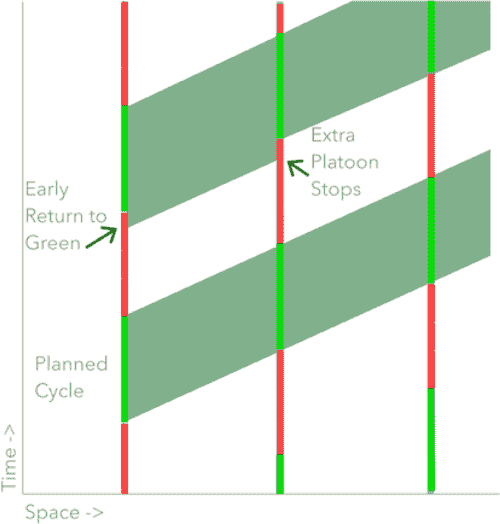 Extra
Platoon
Stops
Early
Return to
Green
Planned
Cycle
Time ->
Space ->